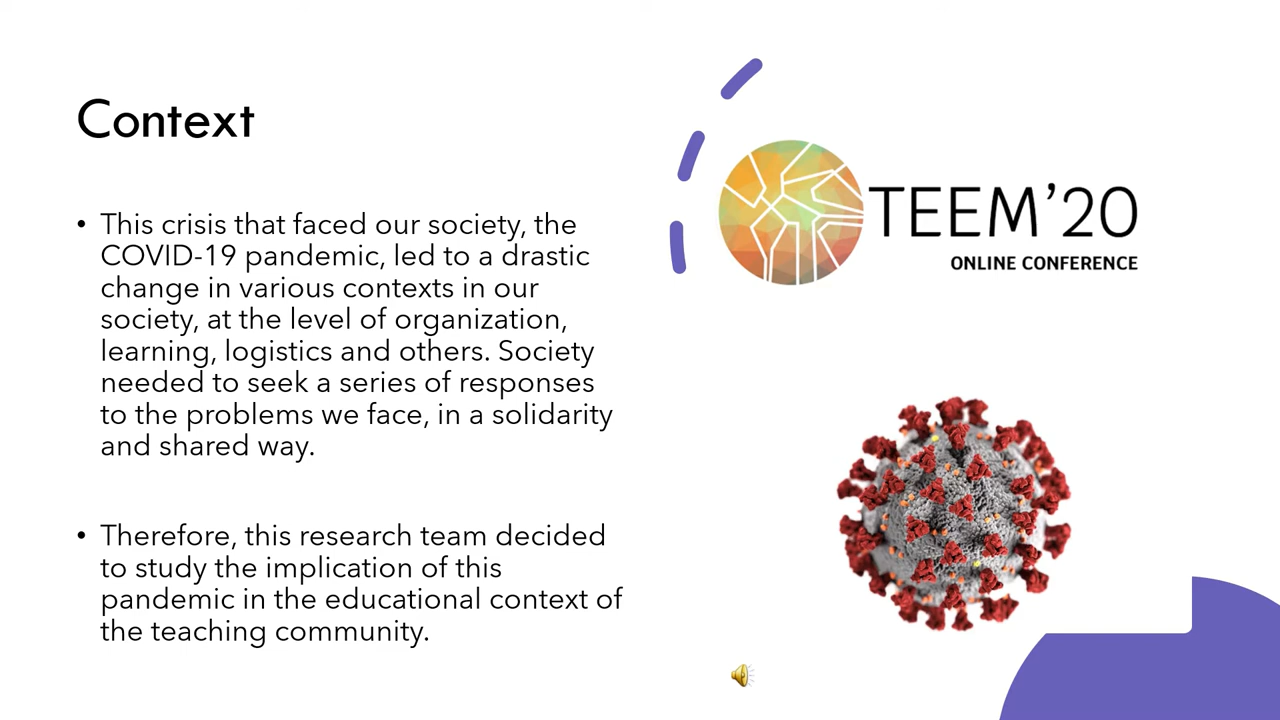 Context
• This crisis that faced our society, the
COVID-19 pandemic, led to a drastic
change in various contexts in our
society, at the level of organization,
learning, logistics and others. Society
needed to seek a series of responses
to the problems we face, in a solidarity
and shared way.
• Therefore, this research team decided
to study the implication of this
pandemic in the educational context of
the teaching community.
TEEM’20
ONLINE CONFERENCE